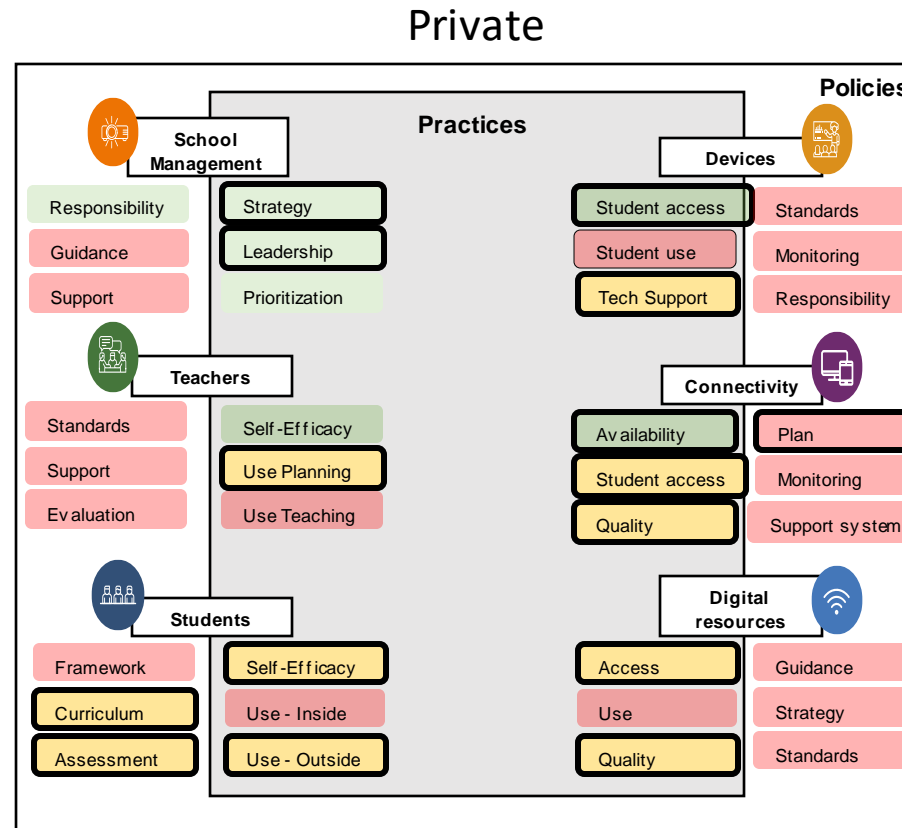 Private
Policies
Practices
School
Management
Devices
Responsibility
Strategy
Student access
Standards
Guidance
Leadership
Student use
Monitoring
Support
Prioritization
Tech Support
Responsibility
Teachers
Connectivity
Standards
Self-Efficacy
Availability
Plan
Support
Use Planning
Student access
Monitoring
Evaluation
Use Teaching
Quality
Support system
Students
Digital
resources
Framework
Self-Efficacy
Access
Guidance
Curriculum
Use - Inside
Use
Strategy
Assessment
Use - Outside
Quality
Standards